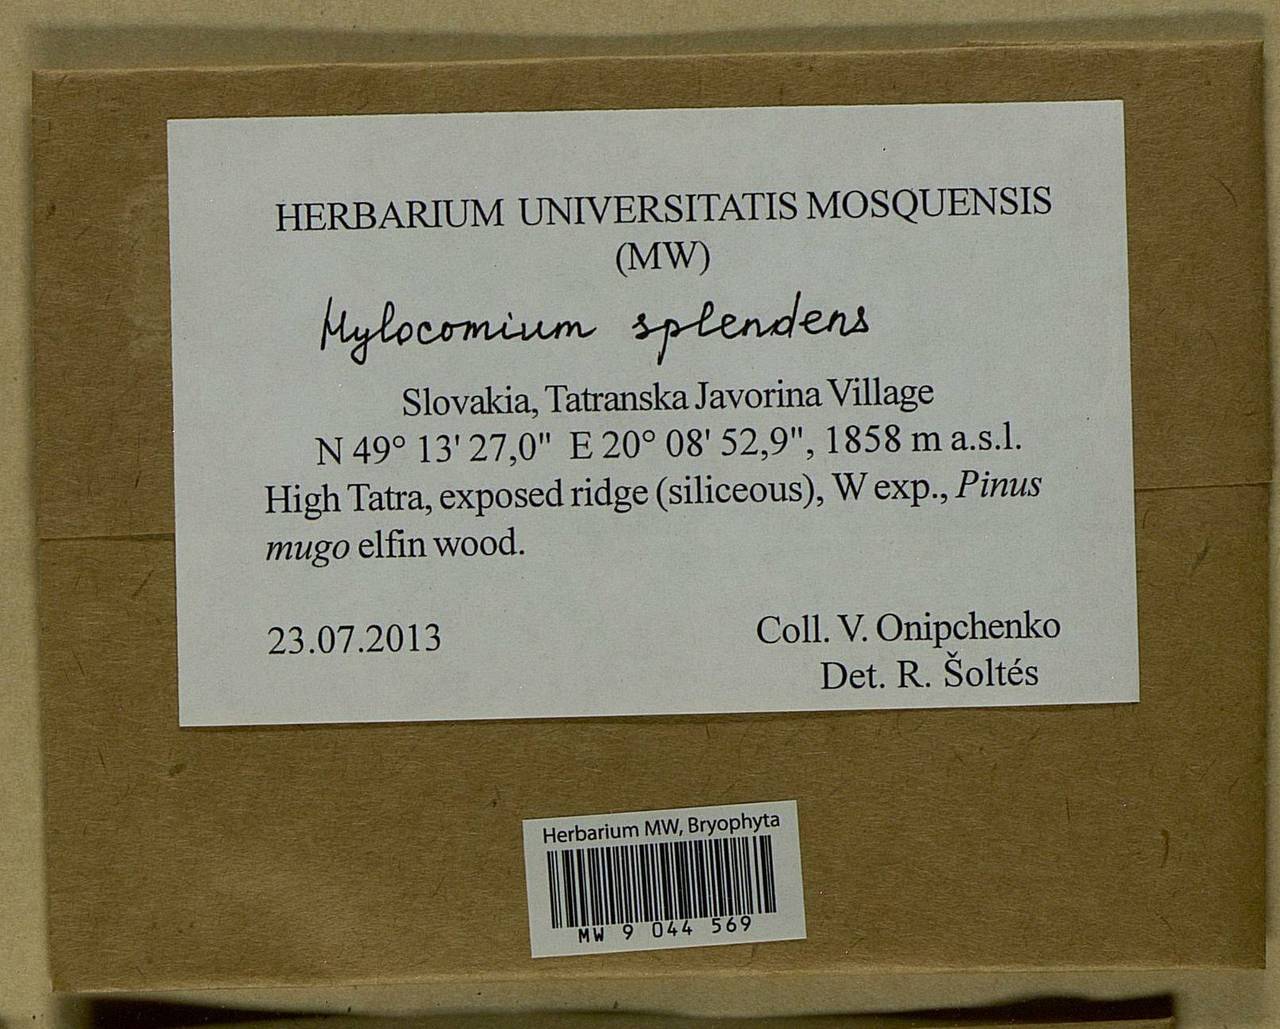 HERBARIUM UNIVERSITATIS MOSQUENSIS
(MW)
Hylocomium splendens
Slovakia, Tatranska Javorina Village
N 49° 13' 27,0" E 20° 08' 52,9", 1858 m a.s.l.
High Tatra, exposed ridge (siliceous), W exp., Pinus
mugo elfin wood.
23.07.2013
Coll. V. Onipchenko
Det. R. Šoltés
Herbarium MW, Bryophyta
MW 9 044 569